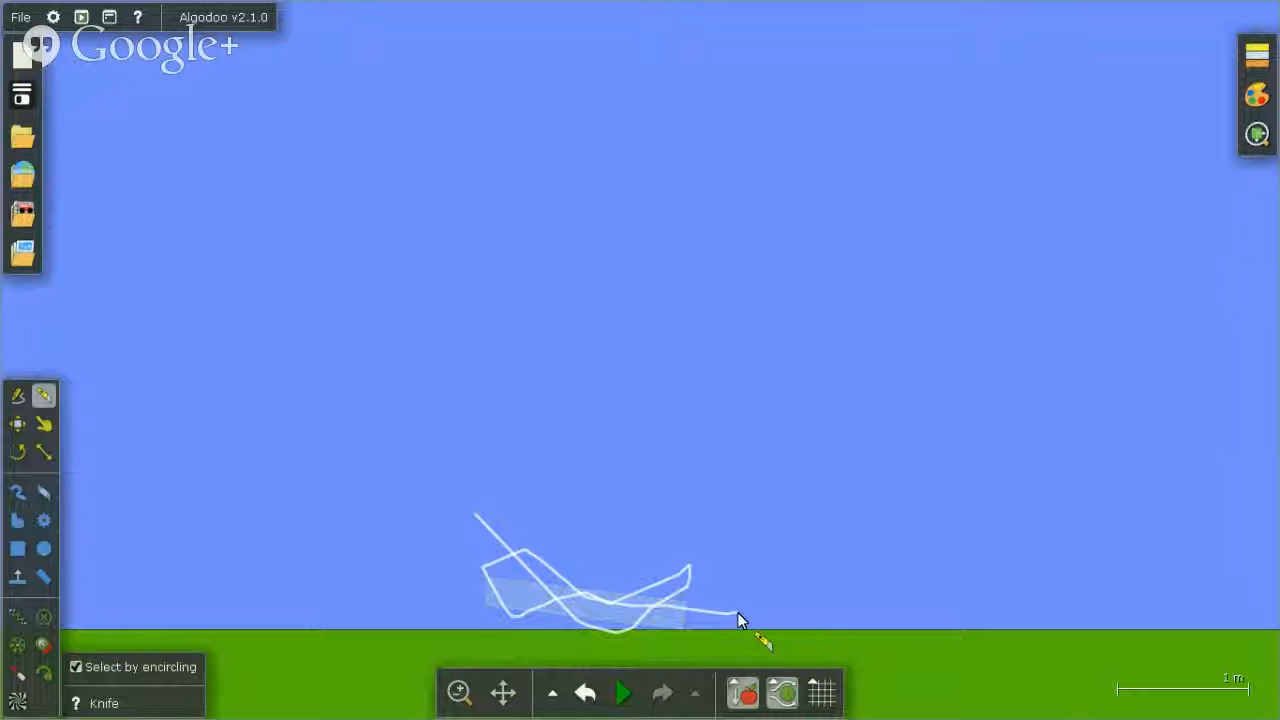 File ? Algodoo v2.1.0
Google+
Select by encircling
? Knife
1 m